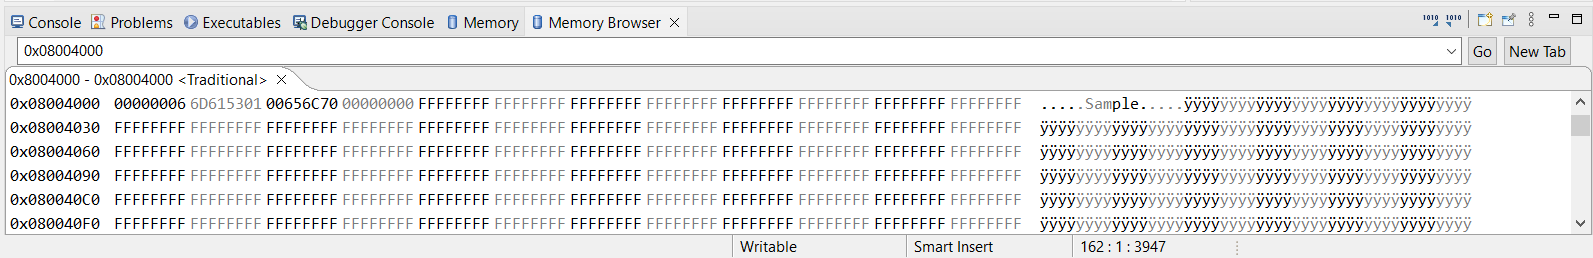 Console Problems Executables Debugger Console Memory Memory Browser
0x08004000 Go New Tab
0x8004000 - 0x08004000 <Traditional>
0x08004000 00000006 6D615301 00656C70 00000000 FFFFFFFF FFFFFFFF FFFFFFFF FFFFFFFF FFFFFFFF FFFFFFFF FFFFFFFF FFFFFFFF .....Sample.....ÿÿÿÿÿÿÿÿÿÿÿÿÿÿÿÿÿÿÿÿÿÿÿÿÿÿÿÿÿÿÿÿ
0x08004030 FFFFFFFF FFFFFFFF FFFFFFFF FFFFFFFF FFFFFFFF FFFFFFFF FFFFFFFF FFFFFFFF FFFFFFFF FFFFFFFF FFFFFFFF FFFFFFFF ÿÿÿÿÿÿÿÿÿÿÿÿÿÿÿÿÿÿÿÿÿÿÿÿÿÿÿÿÿÿÿÿÿÿÿÿÿÿÿÿÿÿÿÿÿÿÿÿ
0x08004060 FFFFFFFF FFFFFFFF FFFFFFFF FFFFFFFF FFFFFFFF FFFFFFFF FFFFFFFF FFFFFFFF FFFFFFFF FFFFFFFF FFFFFFFF FFFFFFFF ÿÿÿÿÿÿÿÿÿÿÿÿÿÿÿÿÿÿÿÿÿÿÿÿÿÿÿÿÿÿÿÿÿÿÿÿÿÿÿÿÿÿÿÿÿÿÿÿ
0x08004090 FFFFFFFF FFFFFFFF FFFFFFFF FFFFFFFF FFFFFFFF FFFFFFFF FFFFFFFF FFFFFFFF FFFFFFFF FFFFFFFF FFFFFFFF FFFFFFFF ÿÿÿÿÿÿÿÿÿÿÿÿÿÿÿÿÿÿÿÿÿÿÿÿÿÿÿÿÿÿÿÿÿÿÿÿÿÿÿÿÿÿÿÿÿÿÿÿ
0x080040C0 FFFFFFFF FFFFFFFF FFFFFFFF FFFFFFFF FFFFFFFF FFFFFFFF FFFFFFFF FFFFFFFF FFFFFFFF FFFFFFFF FFFFFFFF FFFFFFFF ÿÿÿÿÿÿÿÿÿÿÿÿÿÿÿÿÿÿÿÿÿÿÿÿÿÿÿÿÿÿÿÿÿÿÿÿÿÿÿÿÿÿÿÿÿÿÿÿ
0x080040F0 FFFFFFFF FFFFFFFF FFFFFFFF FFFFFFFF FFFFFFFF FFFFFFFF FFFFFFFF FFFFFFFF FFFFFFFF FFFFFFFF FFFFFFFF FFFFFFFF ÿÿÿÿÿÿÿÿÿÿÿÿÿÿÿÿÿÿÿÿÿÿÿÿÿÿÿÿÿÿÿÿÿÿÿÿÿÿÿÿÿÿÿÿÿÿÿÿ
Writable Smart Insert 162 : 1 : 3947